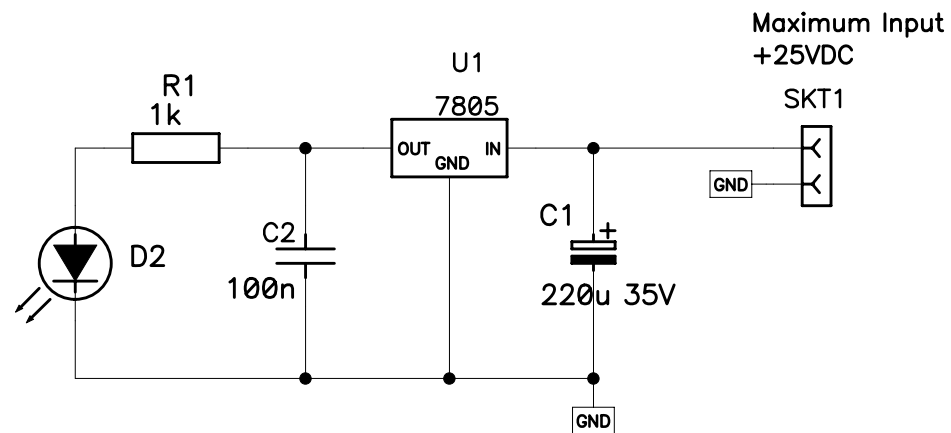 Maximum Input
+25VDC
SKT1
U1
7805
R1
1k
OUT
GND
IN
GND
C1
+
220u 35V
C2
100n
D2
GND